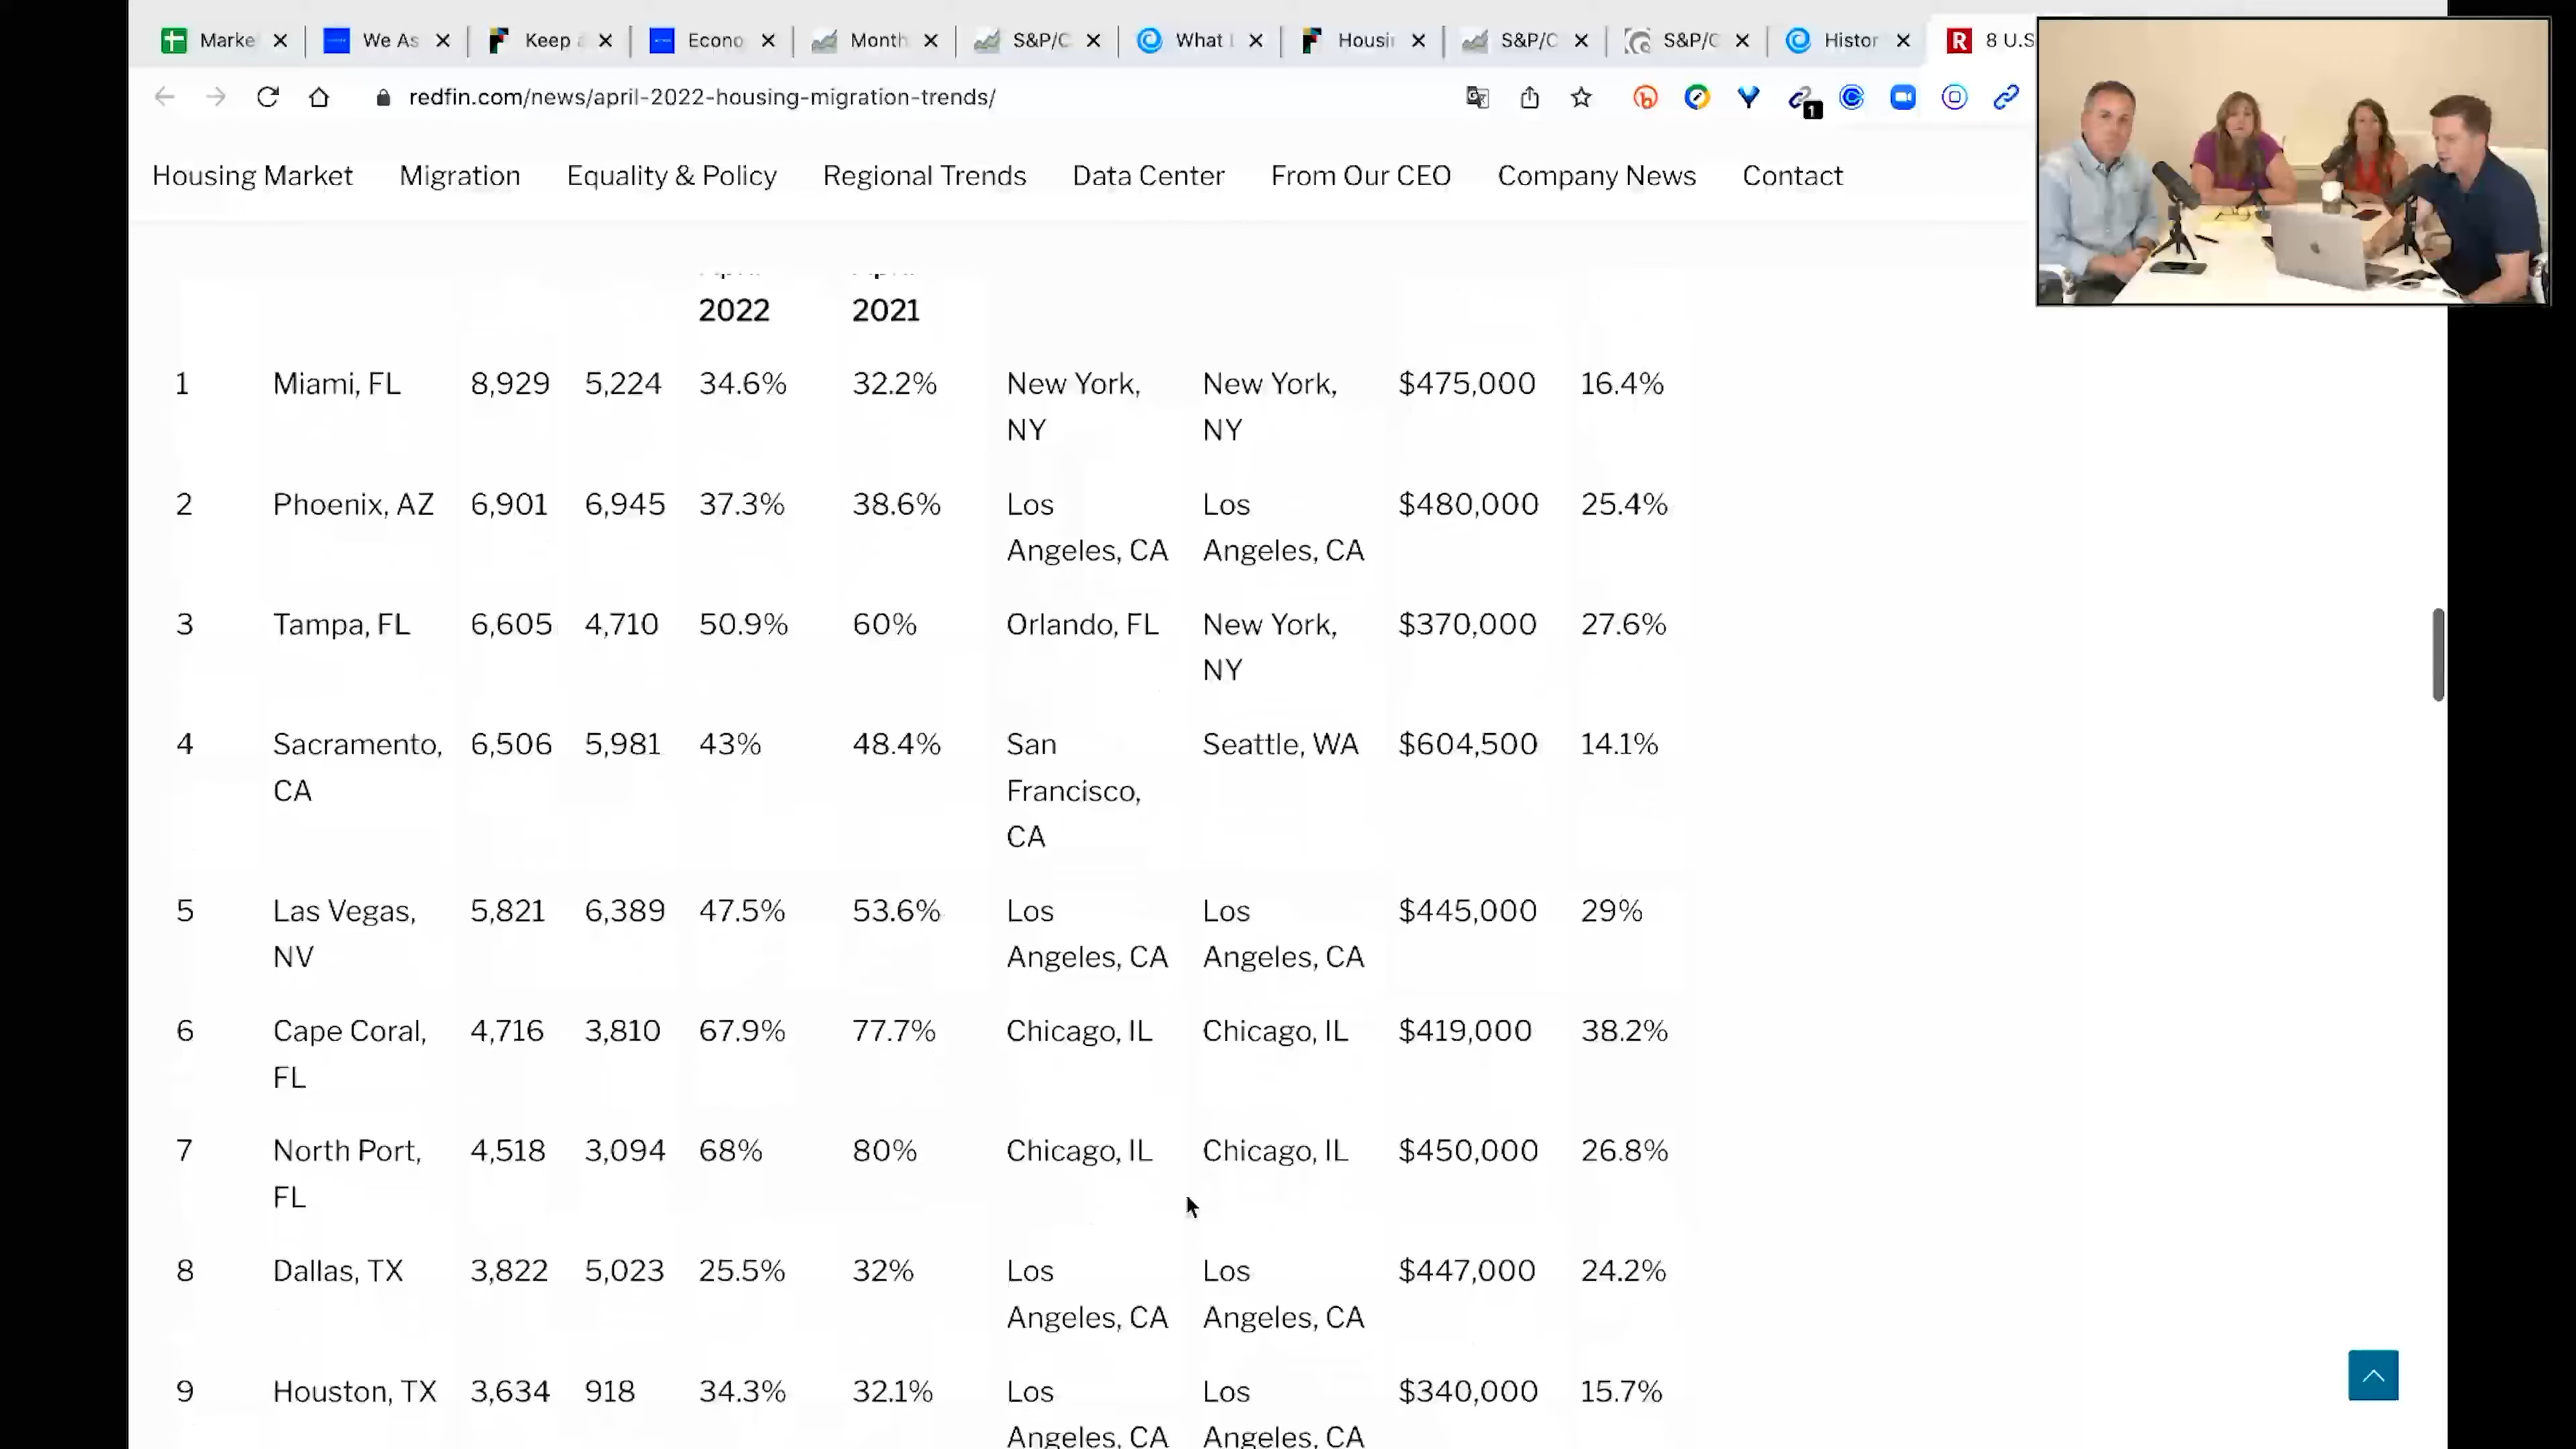 Marke
We As
Keep a
Econo
Month
S&P/C
What
Housi
S&P/C
S&P/C
Histor
8 U.S
redfin.com/news/april-2022-housing-migration-trends/
1
Housing Market Migration Equality & Policy Regional Trends Data Center From Our CEO Company News Contact
2022 2021
1 Miami, FL 8,929 5,224 34.6% 32.2% New York, New York, $475,000 16.4%
NY NY
2 Phoenix, AZ 6,901 6,945 37.3% 38.6% Los Los $480,000 25.4%
Angeles, CA Angeles, CA
3 Tampa, FL 6,605 4,710 50.9% 60% Orlando, FL New York, $370,000 27.6%
NY
4 Sacramento, 6,506 5,981 43% 48.4% San Seattle, WA $604,500 14.1%
CA Francisco,
CA
5 Las Vegas, 5,821 6,389 47.5% 53.6% Los Los $445,000 29%
NV Angeles, CA Angeles, CA
6 Cape Coral, 4,716 3,810 67.9% 77.7% Chicago, IL Chicago, IL $419,000 38.2%
FL
7 North Port, 4,518 3,094 68% 80% Chicago, IL Chicago, IL $450,000 26.8%
FL
8 Dallas, TX 3,822 5,023 25.5% 32% Los Los $447,000 24.2%
Angeles, CA Angeles, CA
9 Houston, TX 3,634 918 34.3% 32.1% Los Los $340,000 15.7%
Angeles, CA Angeles, CA